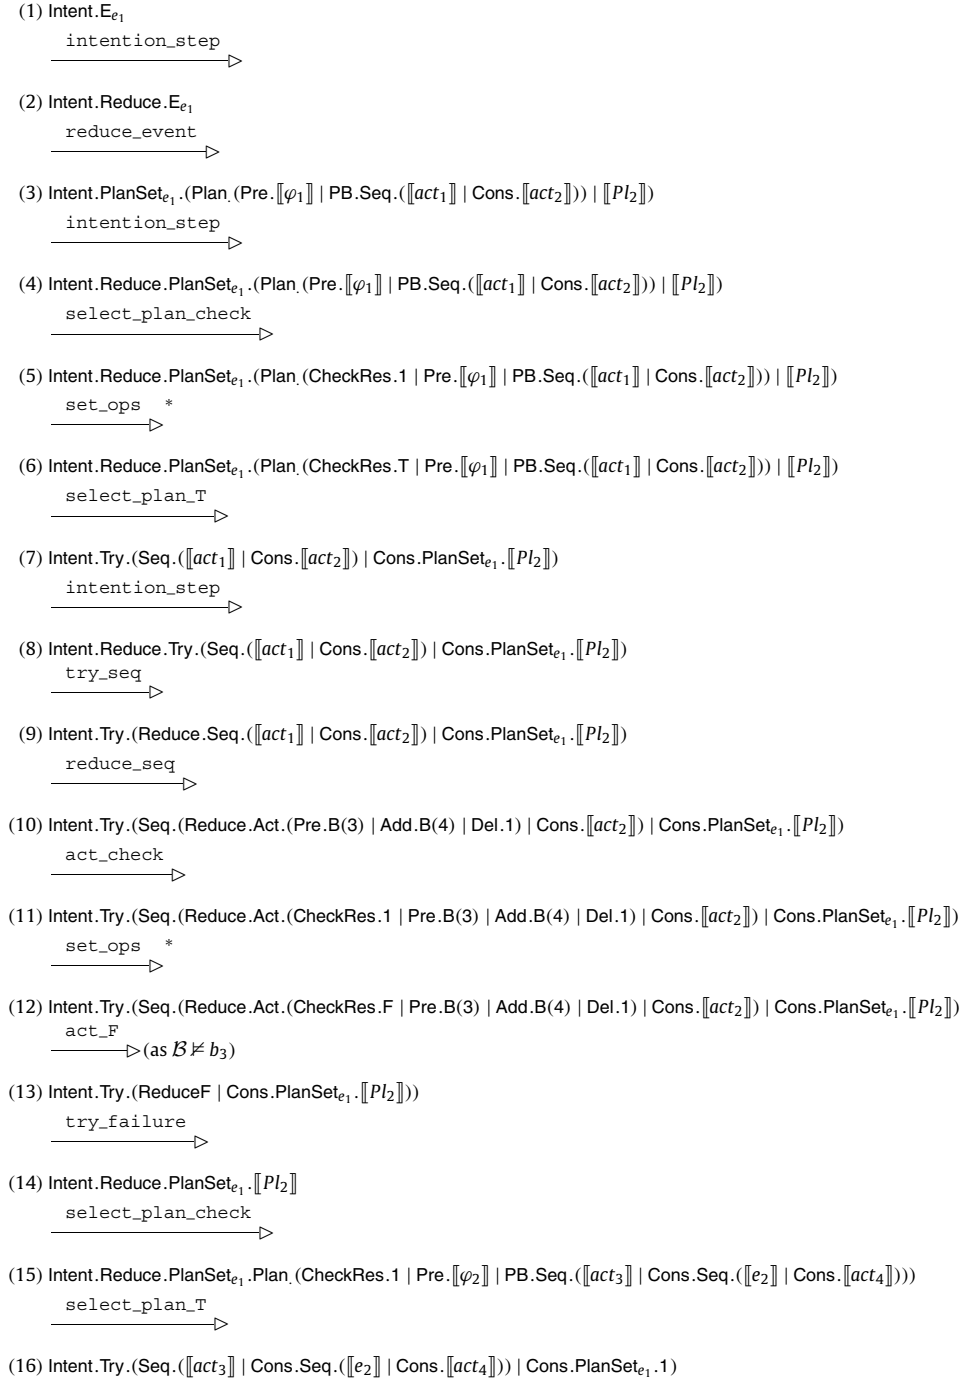 (1) Intent.E_{e_1}
intention_step
(2) Intent.Reduce.E_{e_1}
reduce_event
(3) Intent.PlanSet_{e_1}.(Plan.(Pre.⟦φ_1⟧ | PB.Seq.(⟦act_1⟧ | Cons.⟦act_2⟧)) | ⟦Pl_2⟧)
intention_step
(4) Intent.Reduce.PlanSet_{e_1}.(Plan.(Pre.⟦φ_1⟧ | PB.Seq.(⟦act_1⟧ | Cons.⟦act_2⟧)) | ⟦Pl_2⟧)
select_plan_check
(5) Intent.Reduce.PlanSet_{e_1}.(Plan.(CheckRes.1 | Pre.⟦φ_1⟧ | PB.Seq.(⟦act_1⟧ | Cons.⟦act_2⟧)) | ⟦Pl_2⟧)
set_ops *
(6) Intent.Reduce.PlanSet_{e_1}.(Plan.(CheckRes.T | Pre.⟦φ_1⟧ | PB.Seq.(⟦act_1⟧ | Cons.⟦act_2⟧)) | ⟦Pl_2⟧)
select_plan_T
(7) Intent.Try.(Seq.(⟦act_1⟧ | Cons.⟦act_2⟧) | Cons.PlanSet_{e_1}.⟦Pl_2⟧)
intention_step
(8) Intent.Reduce.Try.(Seq.(⟦act_1⟧ | Cons.⟦act_2⟧) | Cons.PlanSet_{e_1}.⟦Pl_2⟧)
try_seq
(9) Intent.Try.(Reduce.Seq.(⟦act_1⟧ | Cons.⟦act_2⟧) | Cons.PlanSet_{e_1}.⟦Pl_2⟧)
reduce_seq
(10) Intent.Try.(Seq.(Reduce.Act.(Pre.B(3) | Add.B(4) | Del.1) | Cons.⟦act_2⟧) | Cons.PlanSet_{e_1}.⟦Pl_2⟧)
act_check
(11) Intent.Try.(Seq.(Reduce.Act.(CheckRes.1 | Pre.B(3) | Add.B(4) | Del.1) | Cons.⟦act_2⟧) | Cons.PlanSet_{e_1}.⟦Pl_2⟧)
set_ops *
(12) Intent.Try.(Seq.(Reduce.Act.(CheckRes.F | Pre.B(3) | Add.B(4) | Del.1) | Cons.⟦act_2⟧) | Cons.PlanSet_{e_1}.⟦Pl_2⟧)
act_F (as ℬ ⊭ b_3)
(13) Intent.Try.(ReduceF | Cons.PlanSet_{e_1}.⟦Pl_2⟧))
try_failure
(14) Intent.Reduce.PlanSet_{e_1}.⟦Pl_2⟧
select_plan_check
(15) Intent.Reduce.PlanSet_{e_1}.Plan.(CheckRes.1 | Pre.⟦φ_2⟧ | PB.Seq.(⟦act_3⟧ | Cons.Seq.(⟦e_2⟧ | Cons.⟦act_4⟧)))
select_plan_T
(16) Intent.Try.(Seq.(⟦act_3⟧ | Cons.Seq.(⟦e_2⟧ | Cons.⟦act_4⟧)) | Cons.PlanSet_{e_1}.1)